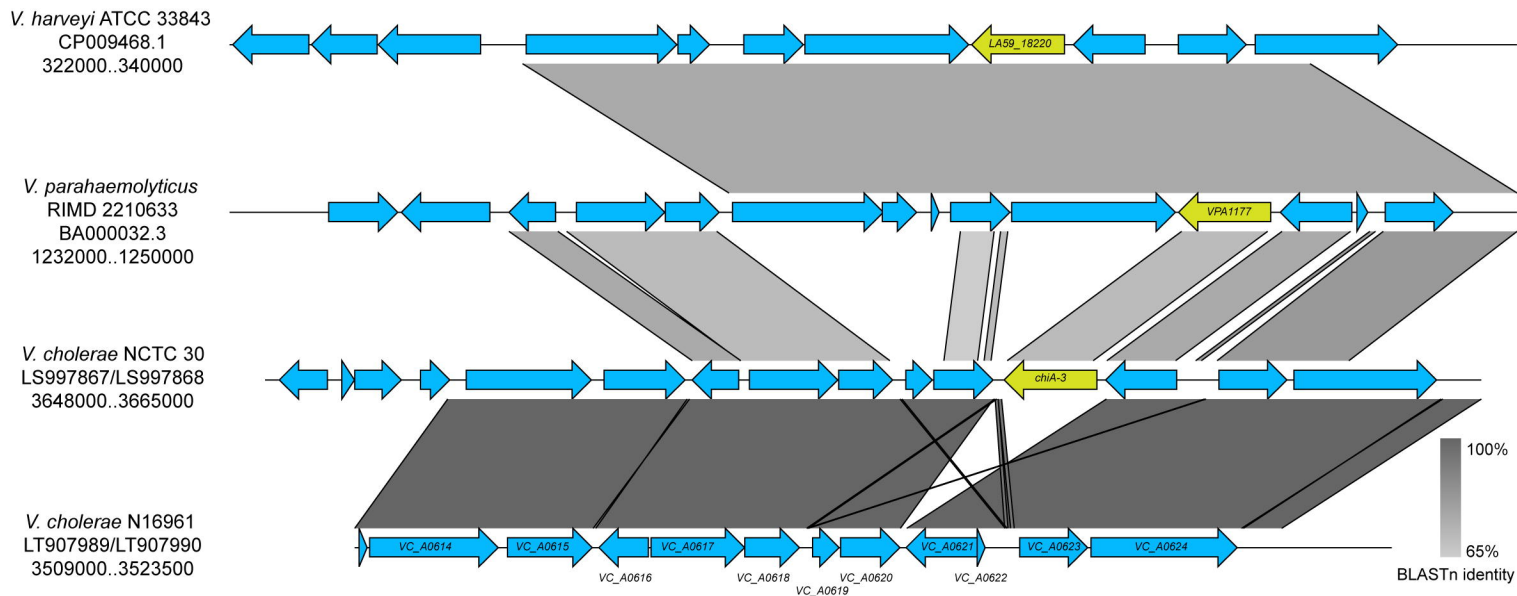 V. harveyi ATCC 33843
CP009468.1
322000..340000
LA59_18220
V. parahaemolyticus
RIMD 2210633
BA000032.3
1232000..1250000
VPA1177
V. cholerae NCTC 30
LS997867/LS997868
3648000..3665000
chiA-3
V. cholerae N16961
LT907989/LT907990
3509000..3523500
VC_A0614
VC_A0615
VC_A0616
VC_A0617
VC_A0618
VC_A0619
VC_A0620
VC_A0621
VC_A0622
VC_A0623
VC_A0624
100%
65%
BLASTn identity